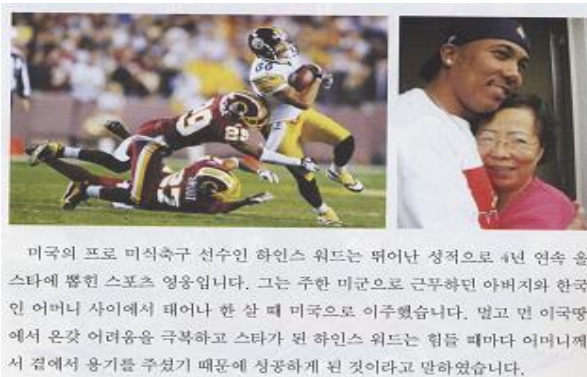 미국의 프로 미식축구 선수인 하인스 워드는 뛰어난 성적으로 4년 연속 올
스타에 뽑힌 스포츠 영웅입니다. 그는 주한 미군으로 근무하던 아버지와 한국
인 어머니 사이에서 태어나 한 살 때 미국으로 이주했습니다. 멀고 먼 이국땅
에서 온갖 어려움을 극복하고 스타가 된 하인스 워드는 힘들 때마다 어머니께
서 곁에서 용기를 주셨기 때문에 성공하게 된 것이라고 말하였습니다.
29
27